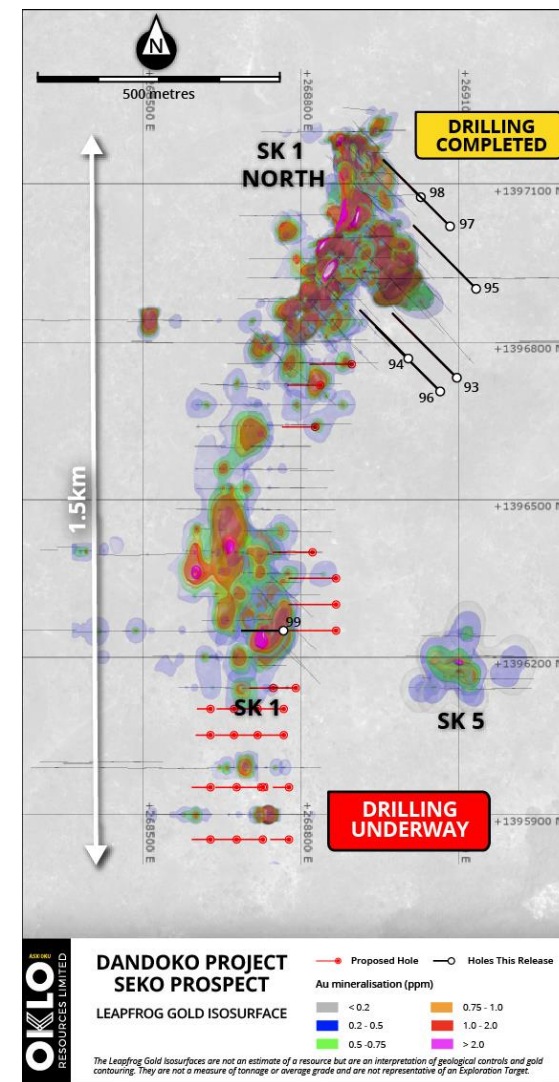 N
500 metres
+268500 E
+268800 E
+26910
DRILLING
COMPLETED
SK 1
NORTH
98
+1397100 N
97
95
+1396800 N
94
93
96
1.5km
+1396500 N
99
+1396200 N
SK 1
SK 5
DRILLING
UNDERWAY
+1395900 N
+268500 E
+268800 E
E
ASX:OKU
OKLO
RESOURCES LIMITED
DANDOKO PROJECT
SEKO PROSPECT
LEAPFROG GOLD ISOSURFACE
Proposed Hole
Holes This Release
Au mineralisation (ppm)
< 0.2
0.75 - 1.0
0.2 - 0.5
1.0 - 2.0
0.5 -0.75
> 2.0
The Leapfrog Gold Isosurfaces are not an estimate of a resource but are an interpretation of geological controls and gold
contouring. They are not a measure of tonnage or average grade and are not representative of an Exploration Target.